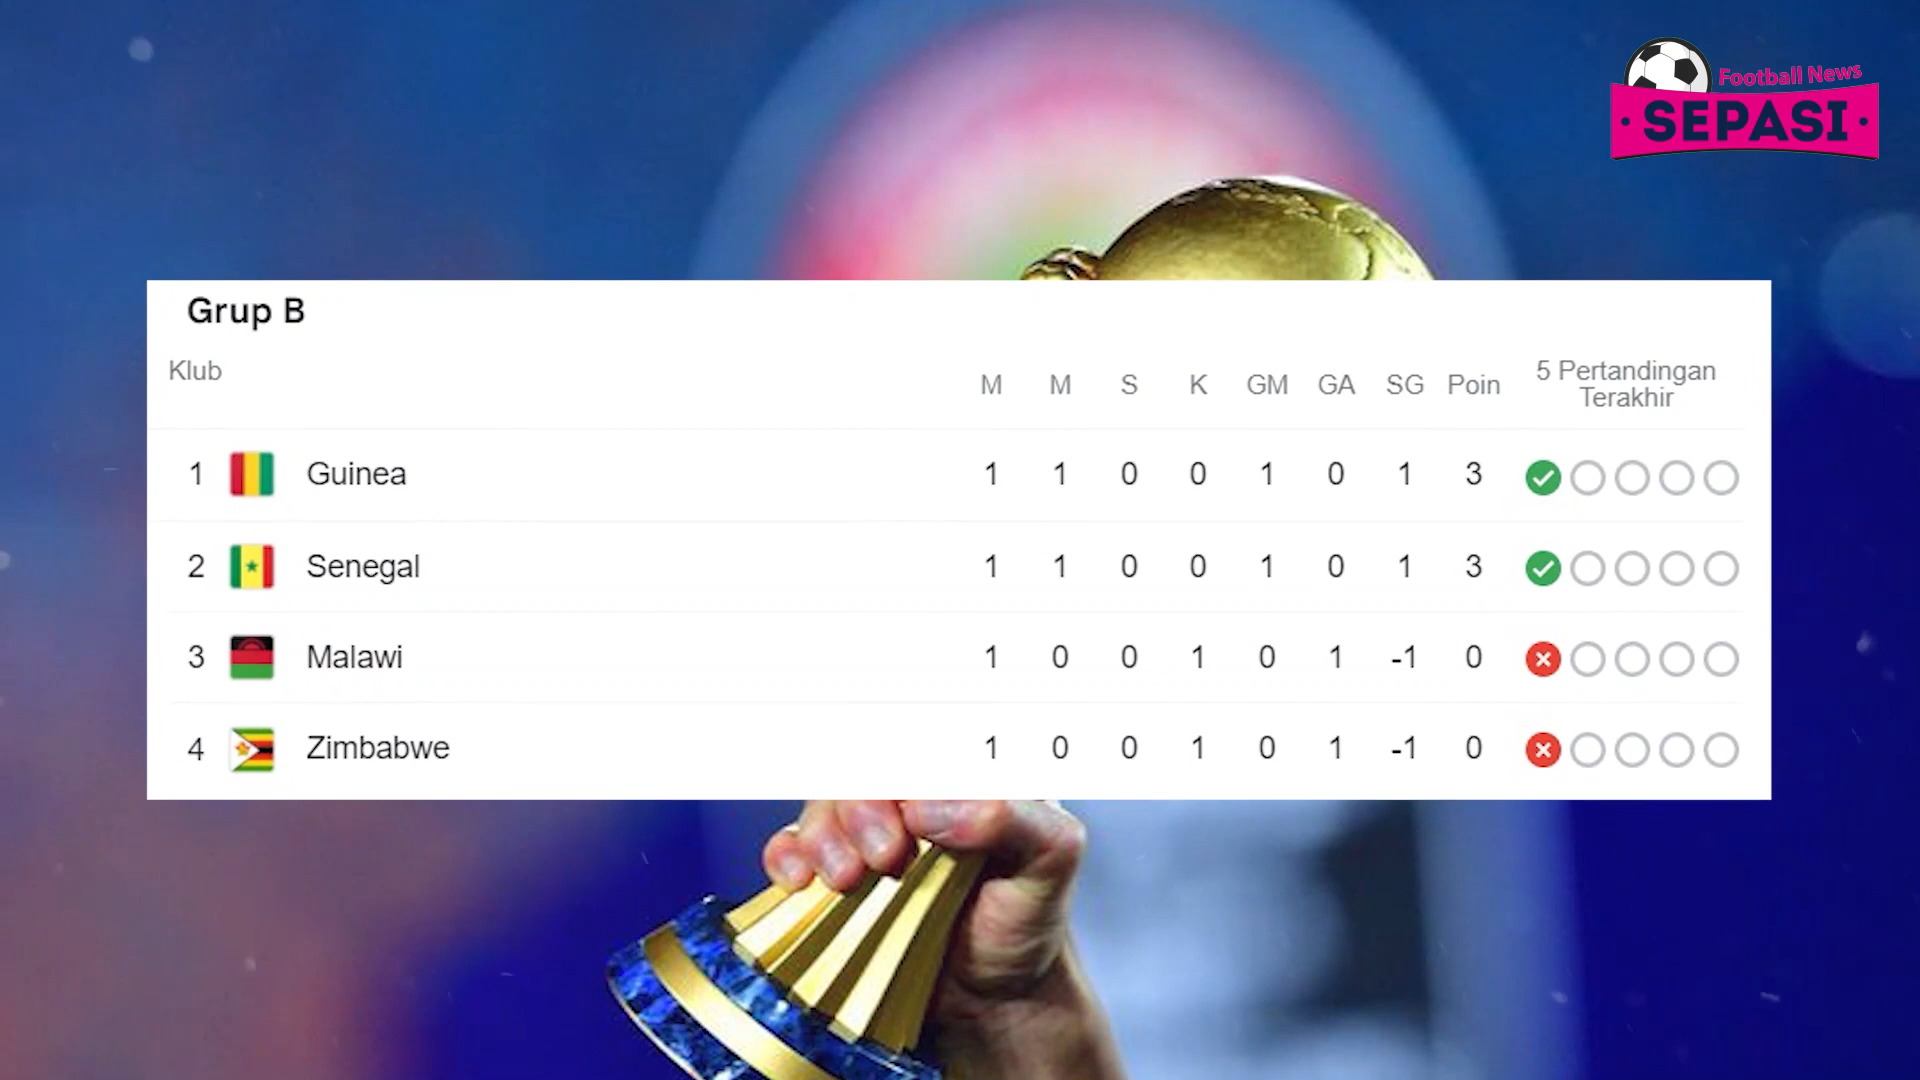 Football News
SEPASI
Grup B
Klub M M S K GM GA SG Poin 5 Pertandingan
Terakhir
1 Guinea 1 1 0 0 1 0 1 3
2 Senegal 1 1 0 0 1 0 1 3
3 Malawi 1 0 0 1 0 1 -1 0
4 Zimbabwe 1 0 0 1 0 1 -1 0